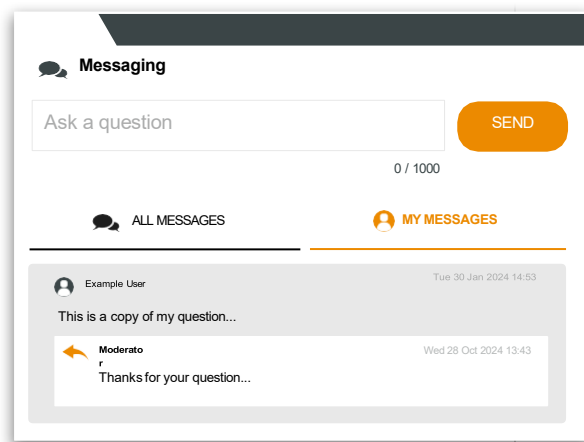 Messaging
Ask a question
SEND
0 / 1000
ALL MESSAGES
MY MESSAGES
Example User
Tue 30 Jan 2024 14:53
This is a copy of my question...
Moderato
r
Wed 28 Oct 2024 13:43
Thanks for your question...